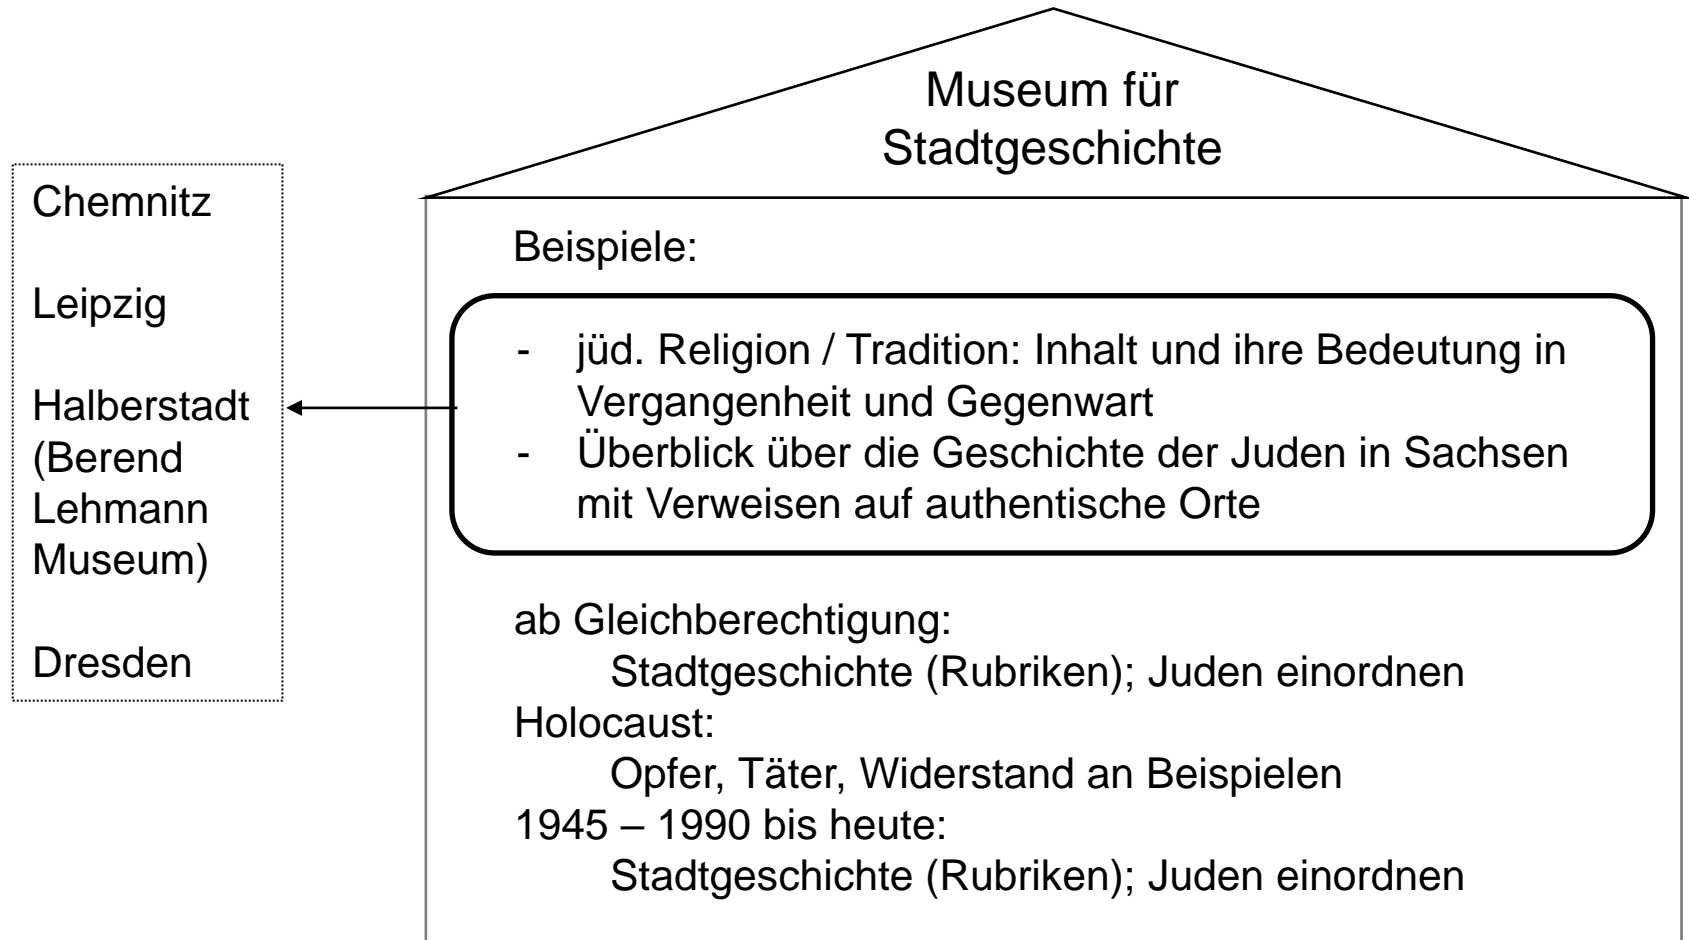 Museum für
Stadtgeschichte
Chemnitz
Leipzig
Halberstadt
(Berend
Lehmann
Museum)
Dresden
Beispiele:
- jüd. Religion / Tradition: Inhalt und ihre Bedeutung in
Vergangenheit und Gegenwart
- Überblick über die Geschichte der Juden in Sachsen
mit Verweisen auf authentische Orte
ab Gleichberechtigung:
Stadtgeschichte (Rubriken); Juden einordnen
Holocaust:
Opfer, Täter, Widerstand an Beispielen
1945 – 1990 bis heute:
Stadtgeschichte (Rubriken); Juden einordnen